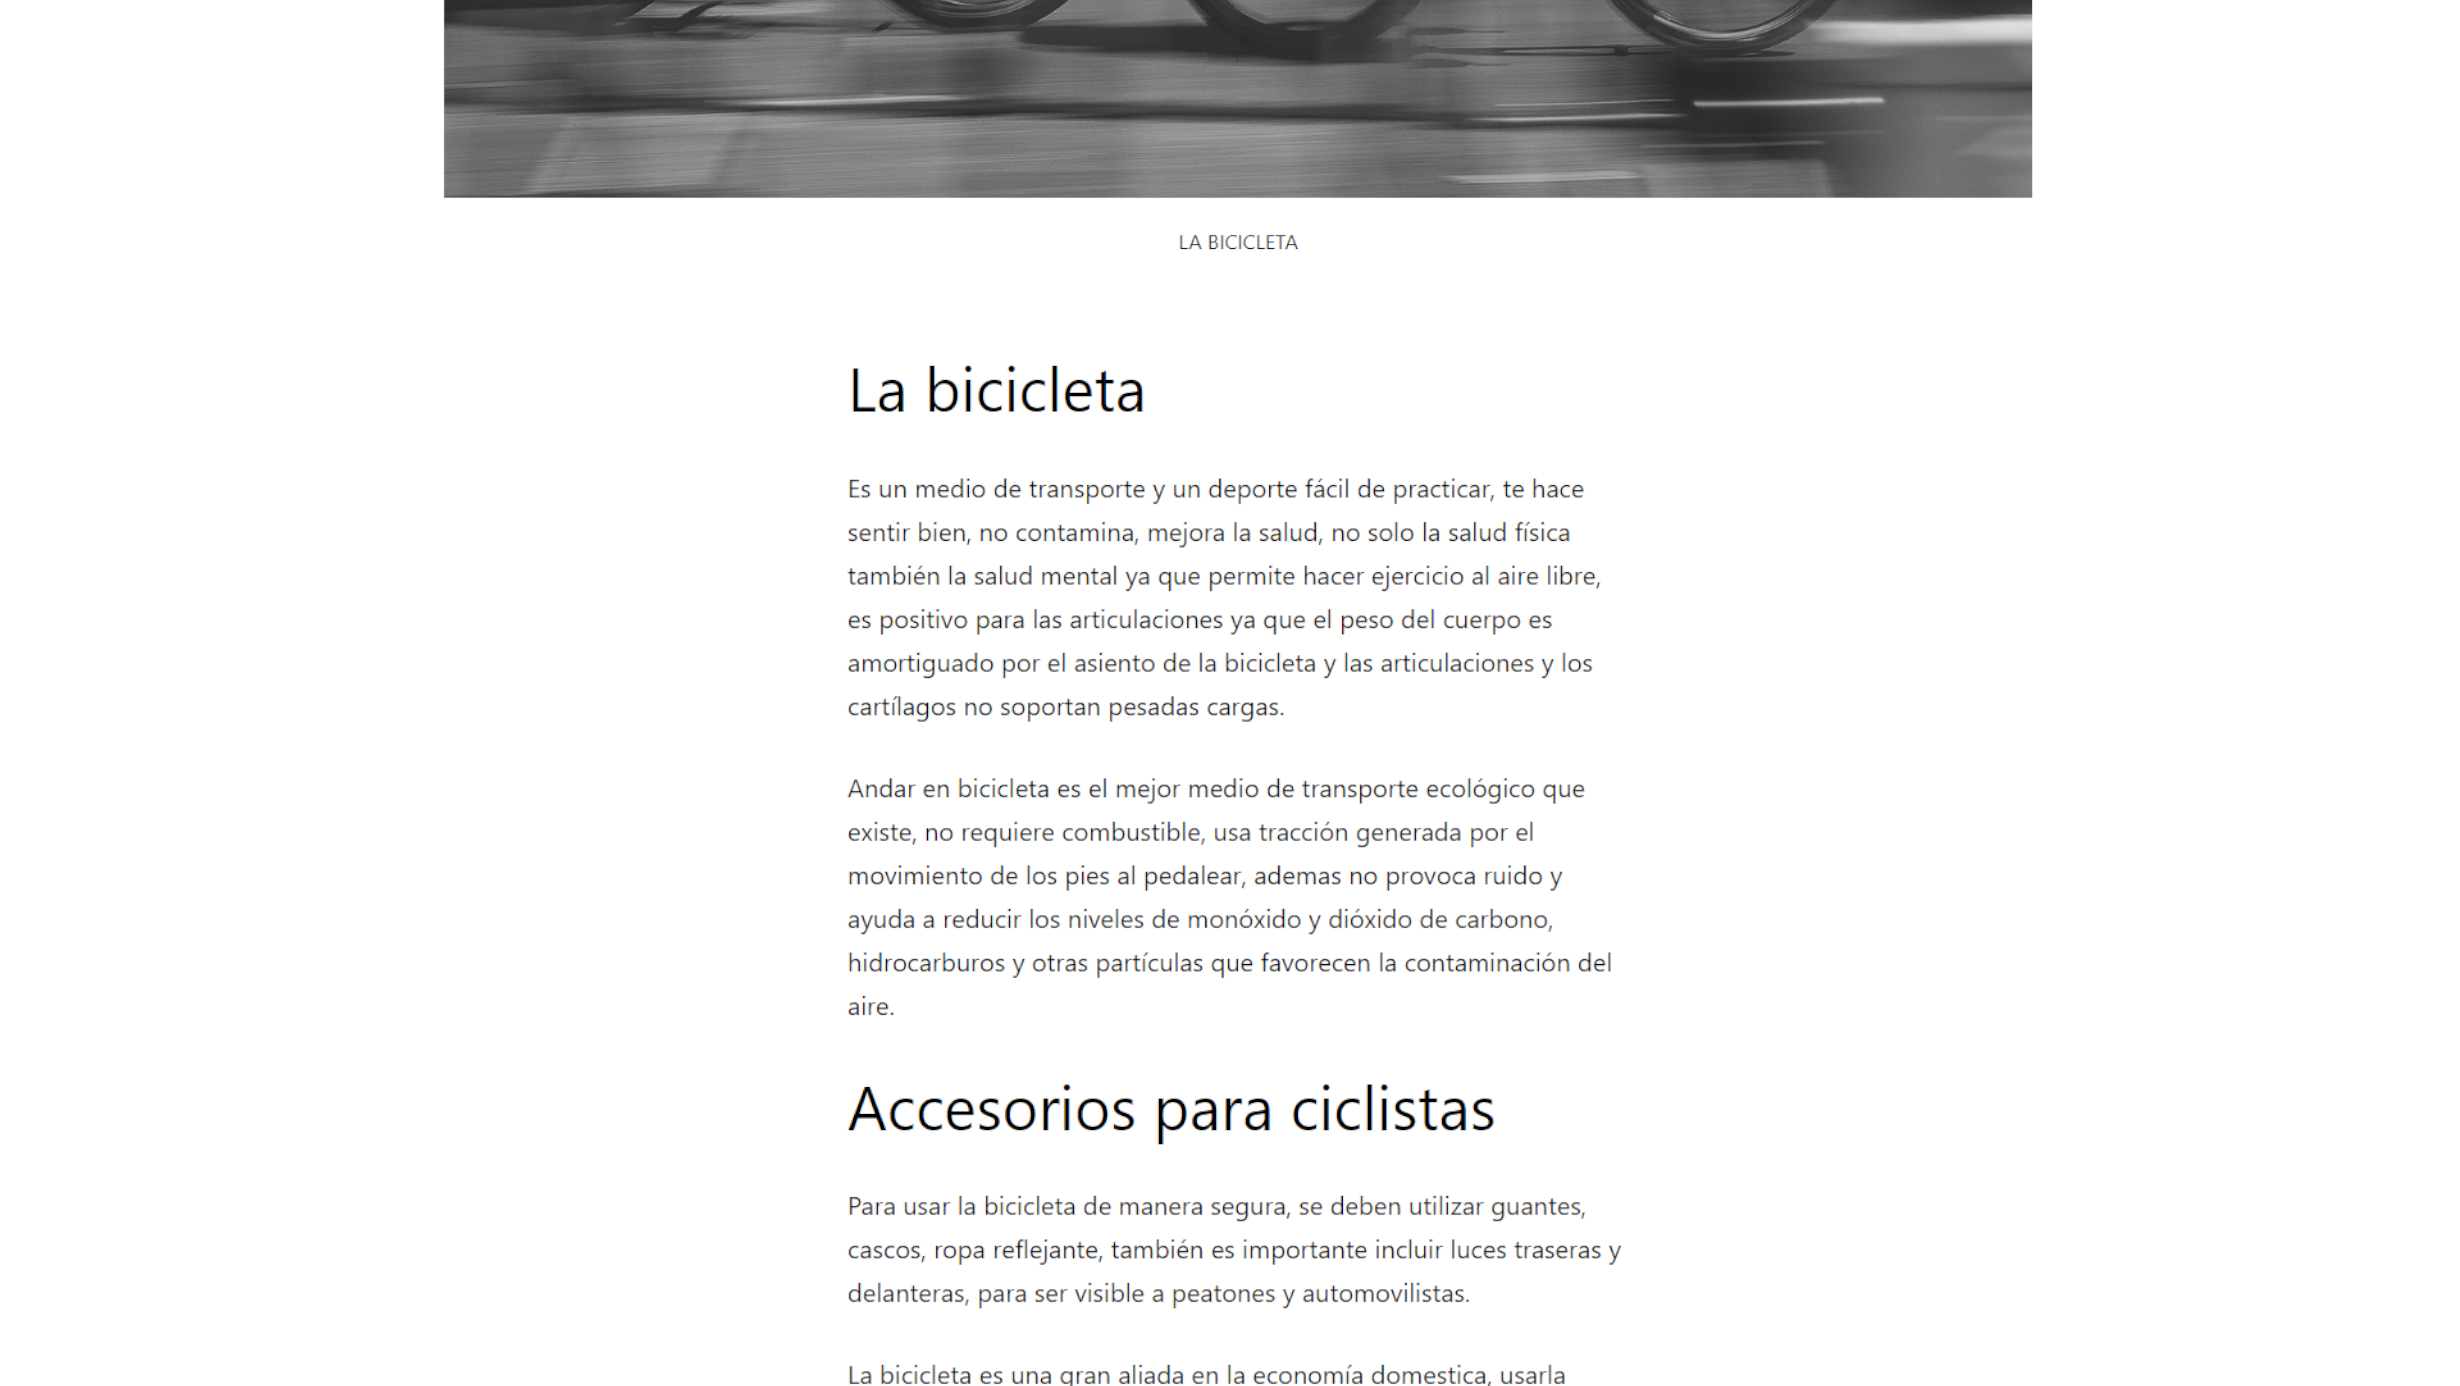 LA BICICLETA
La bicicleta
Es un medio de transporte y un deporte fácil de practicar, te hace
sentir bien, no contamina, mejora la salud, no solo la salud física
también la salud mental ya que permite hacer ejercicio al aire libre,
es positivo para las articulaciones ya que el peso del cuerpo es
amortiguado por el asiento de la bicicleta y las articulaciones y los
cartílagos no soportan pesadas cargas.
Andar en bicicleta es el mejor medio de transporte ecológico que
existe, no requiere combustible, usa tracción generada por el
movimiento de los pies al pedalear, ademas no provoca ruido y
ayuda a reducir los niveles de monóxido y dióxido de carbono,
hidrocarburos y otras partículas que favorecen la contaminación del
aire.
Accesorios para ciclistas
Para usar la bicicleta de manera segura, se deben utilizar guantes,
cascos, ropa reflejante, también es importante incluir luces traseras y
delanteras, para ser visible a peatones y automovilistas.
La bicicleta es una gran aliada en la economía domestica, usarla